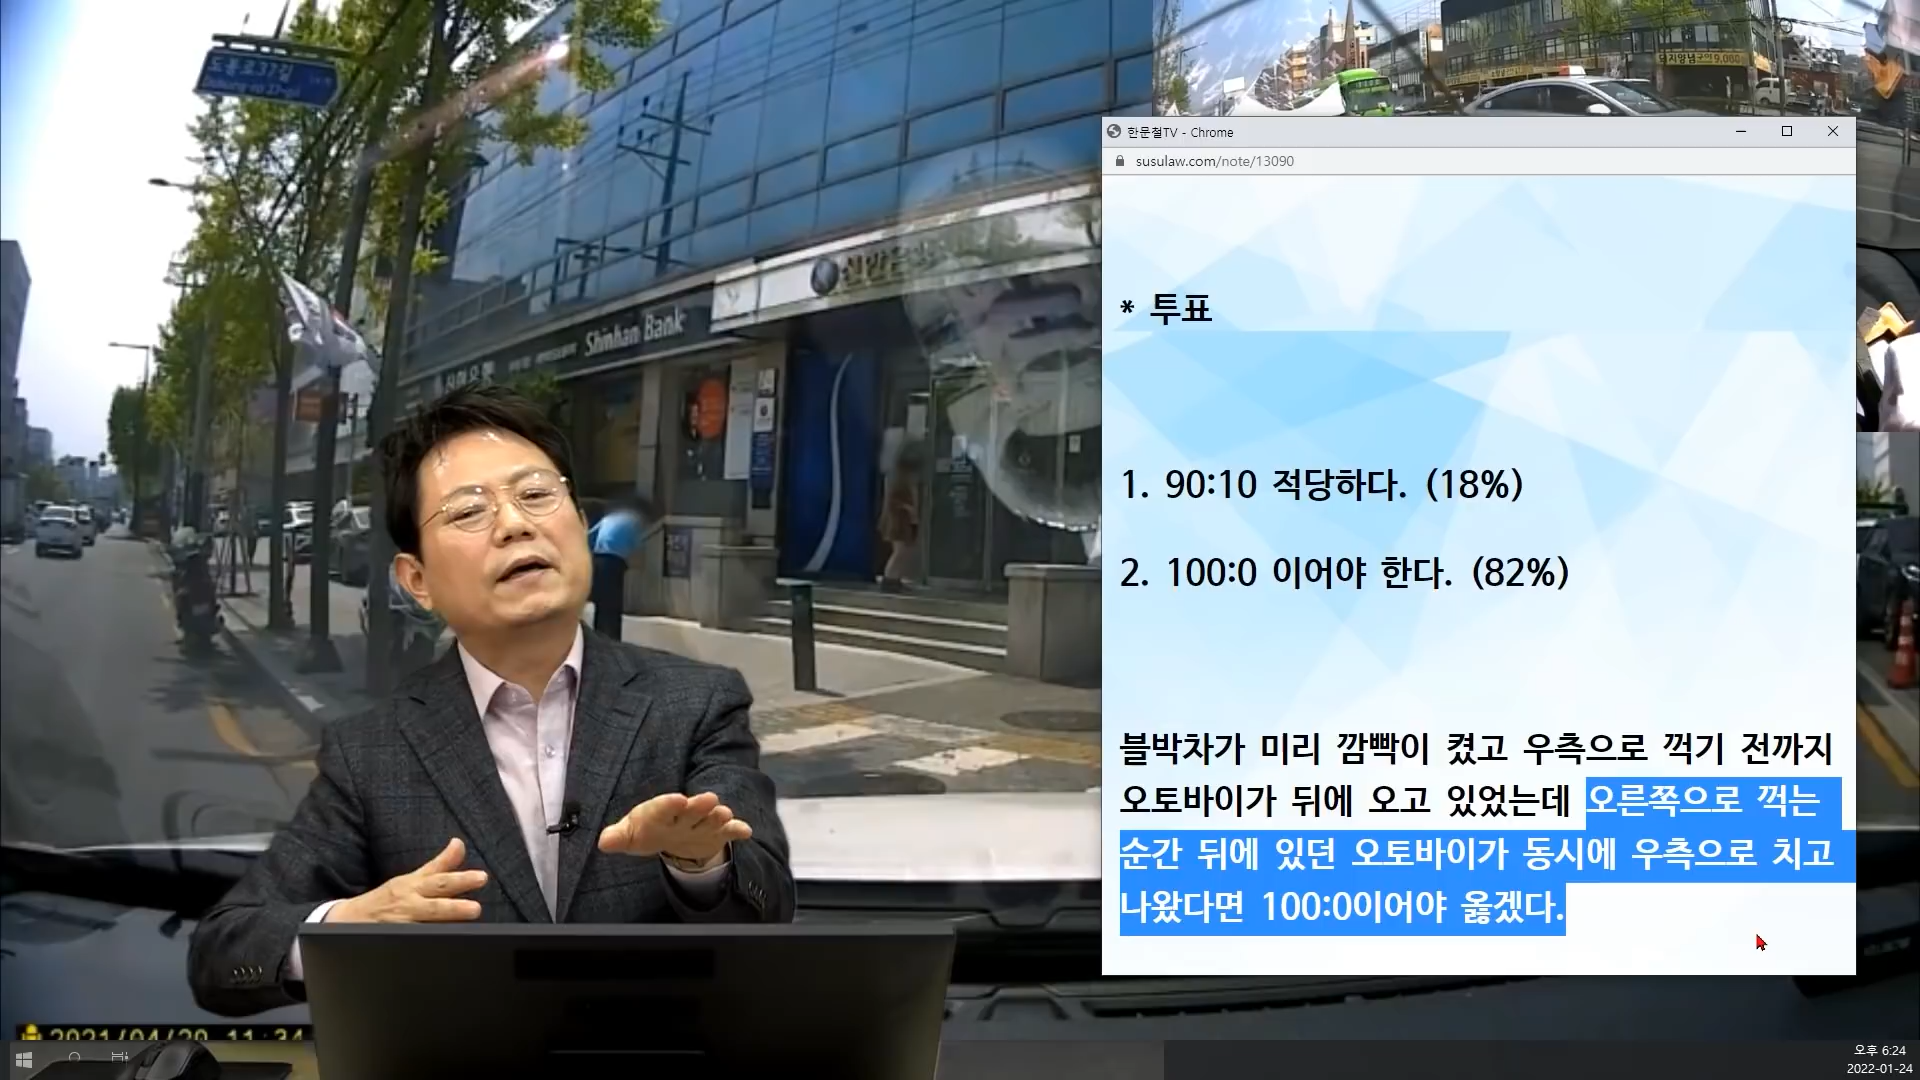 도봉로37길
Shinhan Bank
한문철TV - Chrome
susulaw.com/note/13090
* 투표
1. 90:10 적당하다. (18%)
2. 100:0 이어야 한다. (82%)
블박차가 미리 깜빡이 켰고 우측으로 꺽기 전까지
오토바이가 뒤에 오고 있었는데 오른쪽으로 꺽는
순간 뒤에 있던 오토바이가 동시에 우측으로 치고
나왔다면 100:0이어야 옳겠다.
오후 6:24
2022-01-24